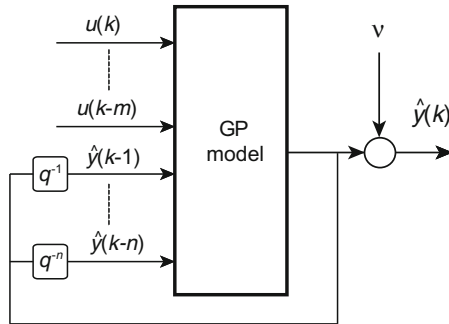 u(k)
ν
u(k-m)
GP
model
ŷ(k)
q⁻¹
ŷ(k-1)
q⁻ⁿ
ŷ(k-n)